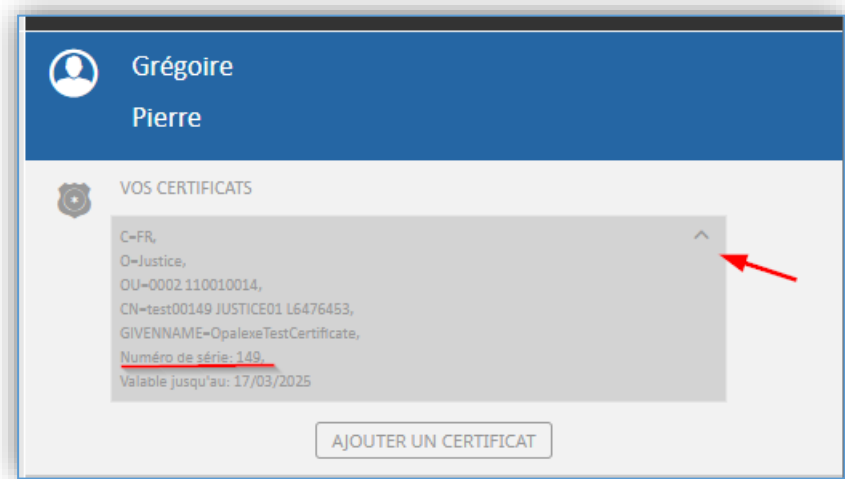 Grégoire
Pierre
VOS CERTIFICATS
C=FR,
O=Justice,
OU=0002 110010014,
CN=test00149 JUSTICE01 L6476453,
GIVENNAME=OpalexeTestCertificate,
Numéro de série: 149,
Valable jusqu'au: 17/03/2025
AJOUTER UN CERTIFICAT